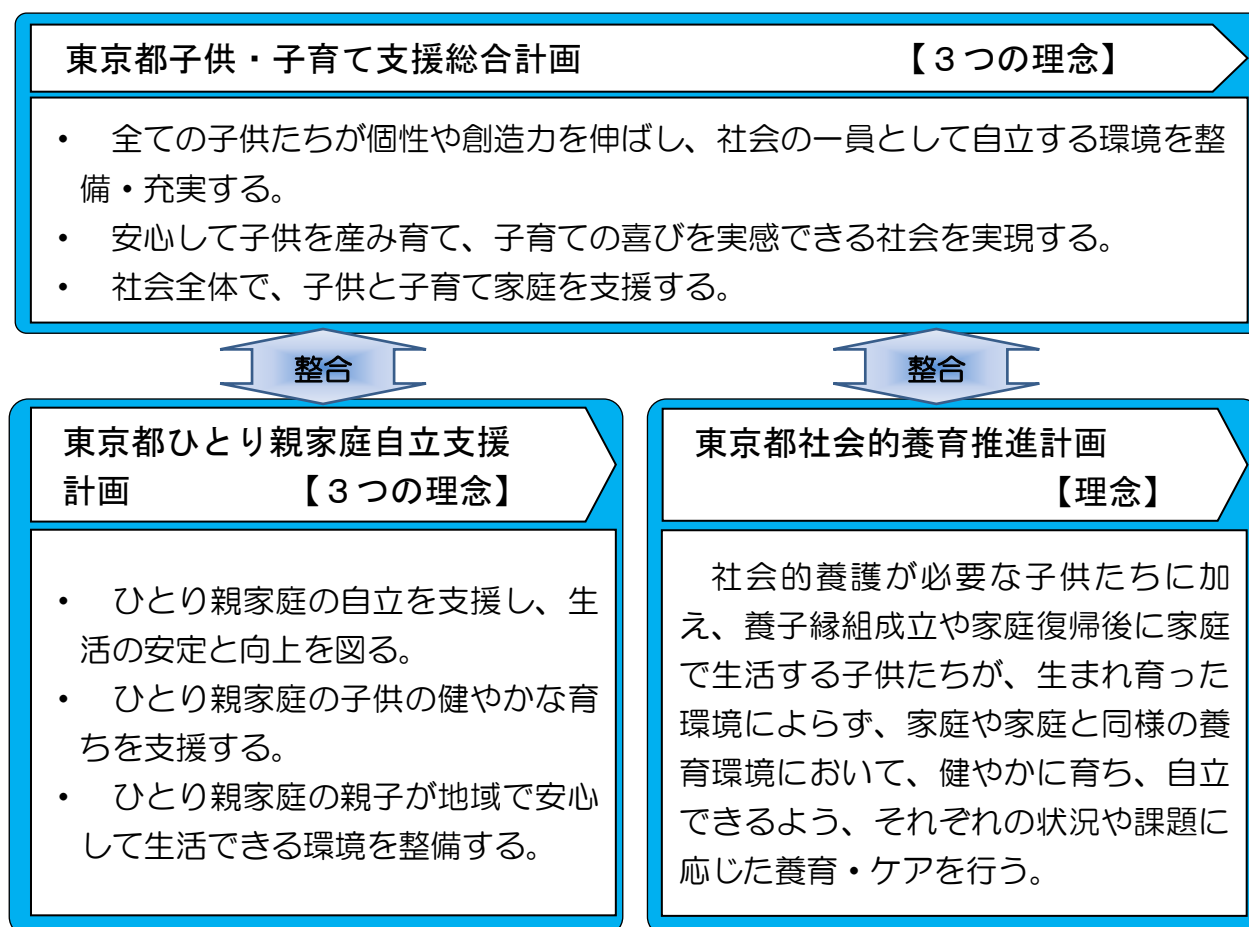 東京都子供・子育て支援総合計画　【３つの理念】
・　全ての子供たちが個性や創造力を伸ばし、社会の一員として自立する環境を整
備・充実する。
・　安心して子供を産み育て、子育ての喜びを実感できる社会を実現する。
・　社会全体で、子供と子育て家庭を支援する。
整合
整合
東京都ひとり親家庭自立支援
計画　【３つの理念】
・　ひとり親家庭の自立を支援し、生
活の安定と向上を図る。
・　ひとり親家庭の子供の健やかな育
ちを支援する。
・　ひとり親家庭の親子が地域で安心
して生活できる環境を整備する。
東京都社会的養育推進計画
【理念】
社会的養護が必要な子供たちに加
え、養子縁組成立や家庭復帰後に家庭
で生活する子供たちが、生まれ育った
環境によらず、家庭や家庭と同様の養
育環境において、健やかに育ち、自立
できるよう、それぞれの状況や課題に
応じた養育・ケアを行う。